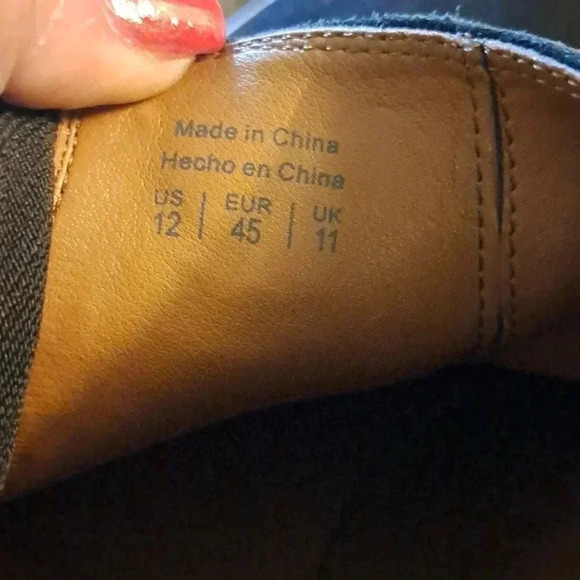 Made in China
Hecho en China
US | EUR | UK
12 | 45 | 11